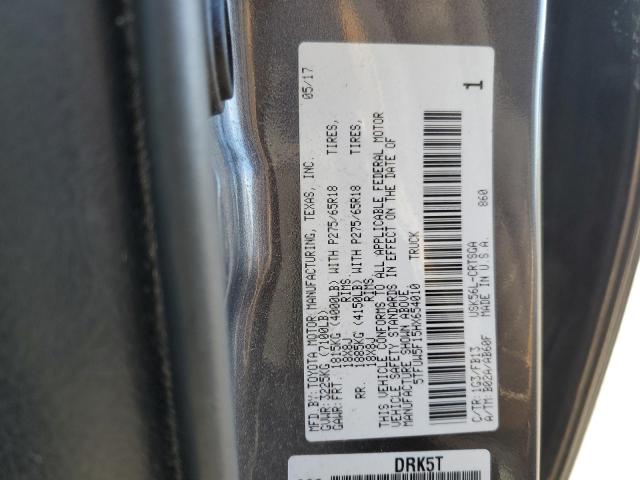 MFD.BY: TOYOTA MOTOR MANUFACTURING, TEXAS, INC. 05/17
GVWR: 3225KG (7100LB)
GAWR: FRT. 1815KG (4000LB) WITH P275/65R18 TIRES,
18X8J RIMS.
RR. 1885KG (4150LB) WITH P275/65R18 TIRES,
18X8J RIMS.
THIS VEHICLE CONFORMS TO ALL APPLICABLE FEDERAL MOTOR
VEHICLE SAFETY STANDARDS IN EFFECT ON THE DATE OF
MANUFACTURE SHOWN ABOVE.
5TFUW5F15HX654010 TRUCK
C/TR: 1G3/FB13 USK56L-CRTSGA 860 1
A/TM: B02A/AB60F MADE IN U.S.A.
DRK5T